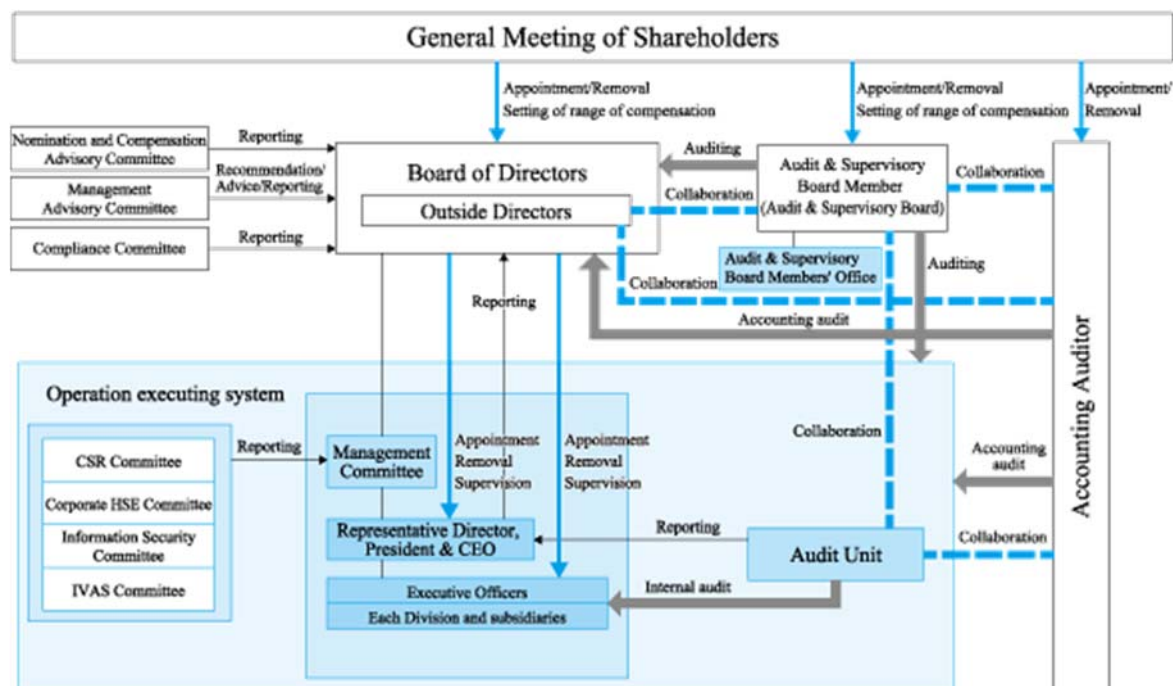 General Meeting of Shareholders
Appointment/Removal
Setting of range of compensation
Appointment/Removal
Setting of range of compensation
Appointment/
Removal
Nomination and Compensation
Advisory Committee
Reporting
Management
Advisory Committee
Recommendation/
Advice/Reporting
Compliance Committee
Reporting
Board of Directors
Outside Directors
Auditing
Collaboration
Audit & Supervisory
Board Member
(Audit & Supervisory Board)
Collaboration
Audit & Supervisory
Board Members' Office
Auditing
Collaboration
Reporting
Accounting audit
Accounting Auditor
Operation executing system
CSR Committee
Corporate HSE Committee
Information Security
Committee
IVAS Committee
Reporting
Management
Committee
Appointment
Removal
Supervision
Appointment
Removal
Supervision
Collaboration
Accounting
audit
Representative Director,
President & CEO
Reporting
Audit Unit
Collaboration
Executive Officers
Each Division and subsidiaries
Internal audit